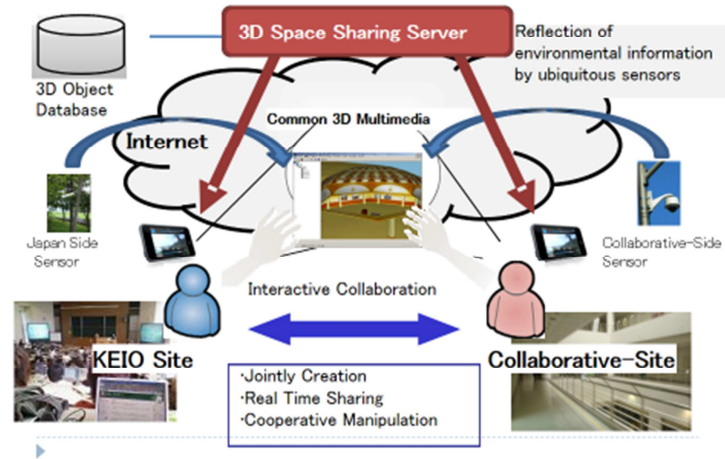 3D Space Sharing Server
Reflection of
environmental information
by ubiquitous sensors
3D Object
Database
Common 3D Multimedia
Internet
Japan Side
Sensor
Collaborative-Side
Sensor
Interactive Collaboration
KEIO Site
Collaborative-Site
·Jointly Creation
·Real Time Sharing
·Cooperative Manipulation